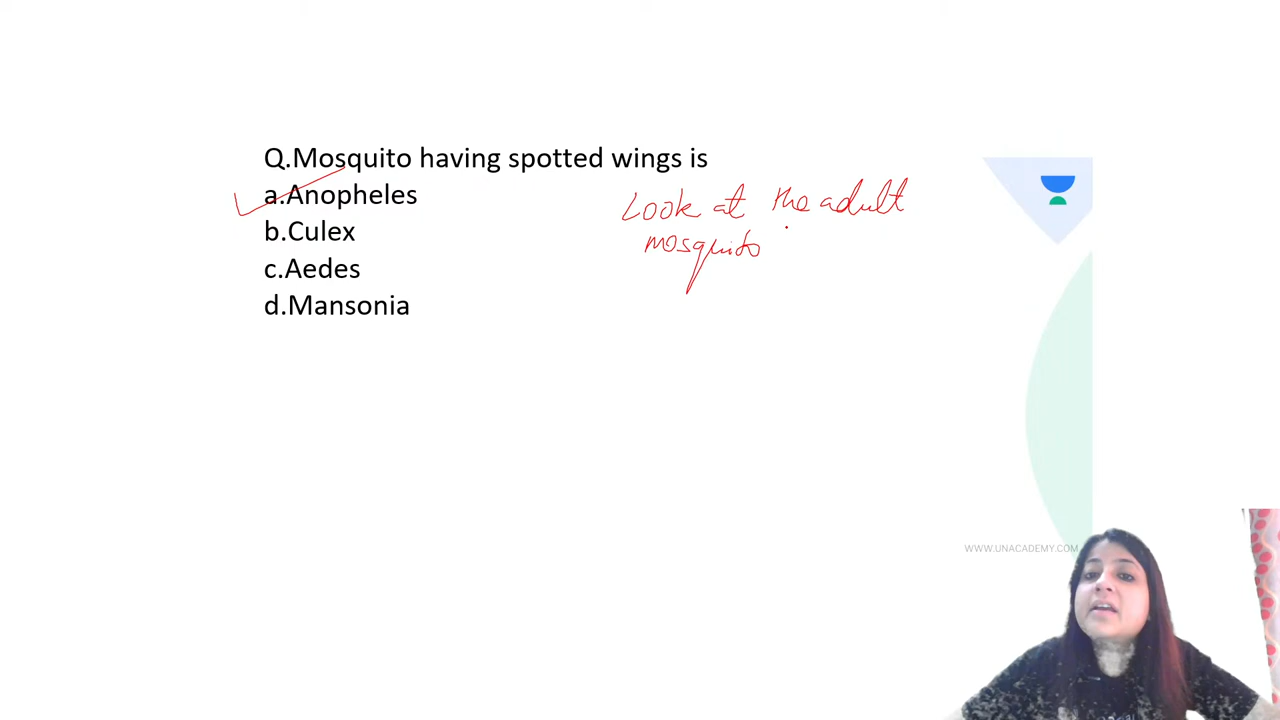 Q.Mosquito having spotted wings is
a.Anopheles
b.Culex
c.Aedes
d.Mansonia
Look at the adult
mosquito
WWW.UNACADEMY.COM